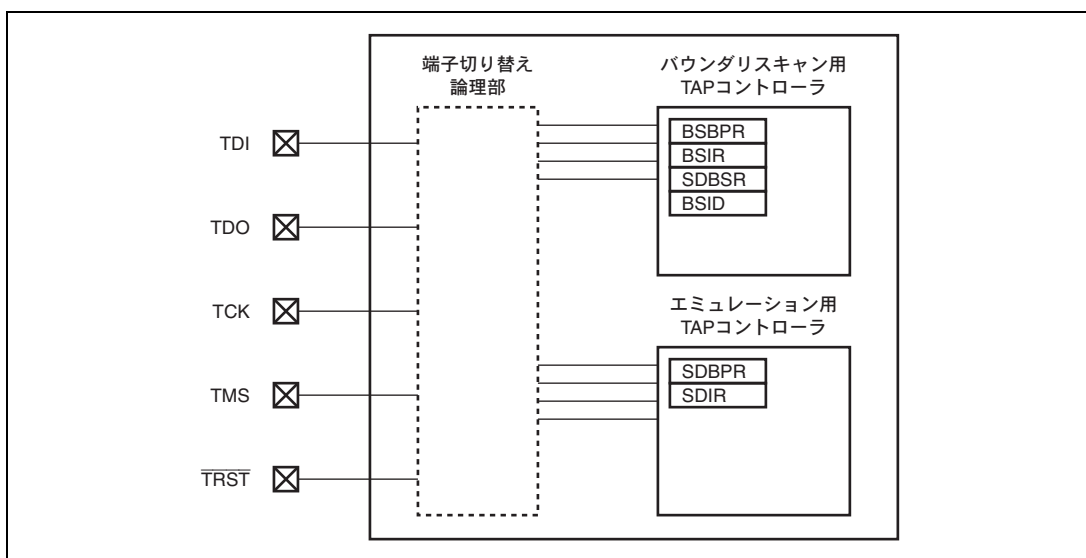 端子切り替え
論理部
バウンダリスキャン用
TAPコントローラ
TDI
TDO
TCK
TMS
TRST
BSBPR
BSIR
SDBSR
BSID
エミュレーション用
TAPコントローラ
SDBPR
SDIR